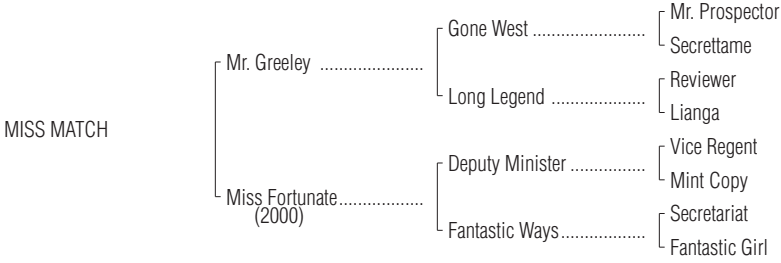 Mr. Prospector
Gone West ........................
Secrettame
Mr. Greeley ......................
Reviewer
Long Legend ....................
Lianga
MISS MATCH
Vice Regent
Deputy Minister ................
Mint Copy
Miss Fortunate..................
(2000)
Secretariat
Fantastic Ways..................
Fantastic Girl